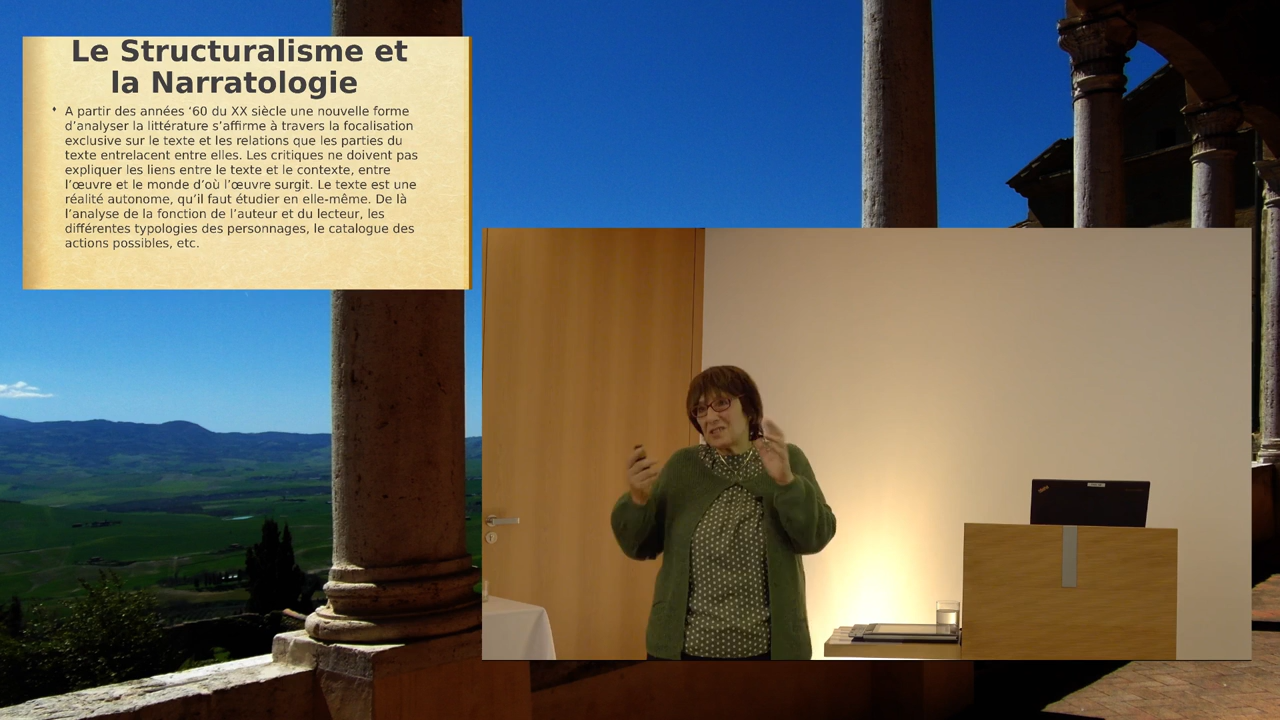 Le Structuralisme et
la Narratologie
A partir des années ‘60 du XX siècle une nouvelle forme
d’analyser la littérature s’affirme à travers la focalisation
exclusive sur le texte et les relations que les parties du
texte entrelacent entre elles. Les critiques ne doivent pas
expliquer les liens entre le texte et le contexte, entre
l’œuvre et le monde d’où l’œuvre surgit. Le texte est une
réalité autonome, qu’il faut étudier en elle-même. De là
l’analyse de la fonction de l’auteur et du lecteur, les
différentes typologies des personnages, le catalogue des
actions possibles, etc.